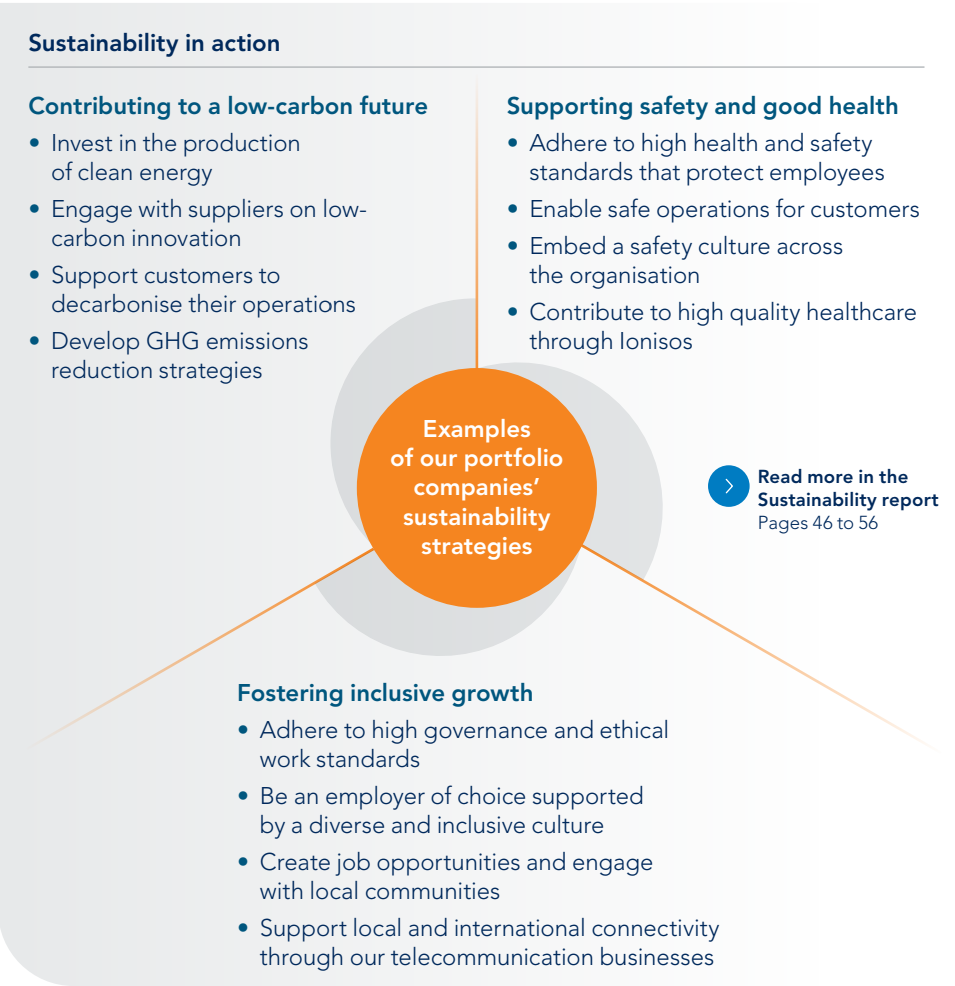 Sustainability in action
Contributing to a low-carbon future
• Invest in the production
of clean energy
• Engage with suppliers on low-
carbon innovation
• Support customers to
decarbonise their operations
• Develop GHG emissions
reduction strategies
Supporting safety and good health
• Adhere to high health and safety
standards that protect employees
• Enable safe operations for customers
• Embed a safety culture across
the organisation
• Contribute to high quality healthcare
through Ionisos
Examples
of our portfolio
companies’
sustainability
strategies
Read more in the
Sustainability report
Pages 46 to 56
Fostering inclusive growth
• Adhere to high governance and ethical
work standards
• Be an employer of choice supported
by a diverse and inclusive culture
• Create job opportunities and engage
with local communities
• Support local and international connectivity
through our telecommunication businesses